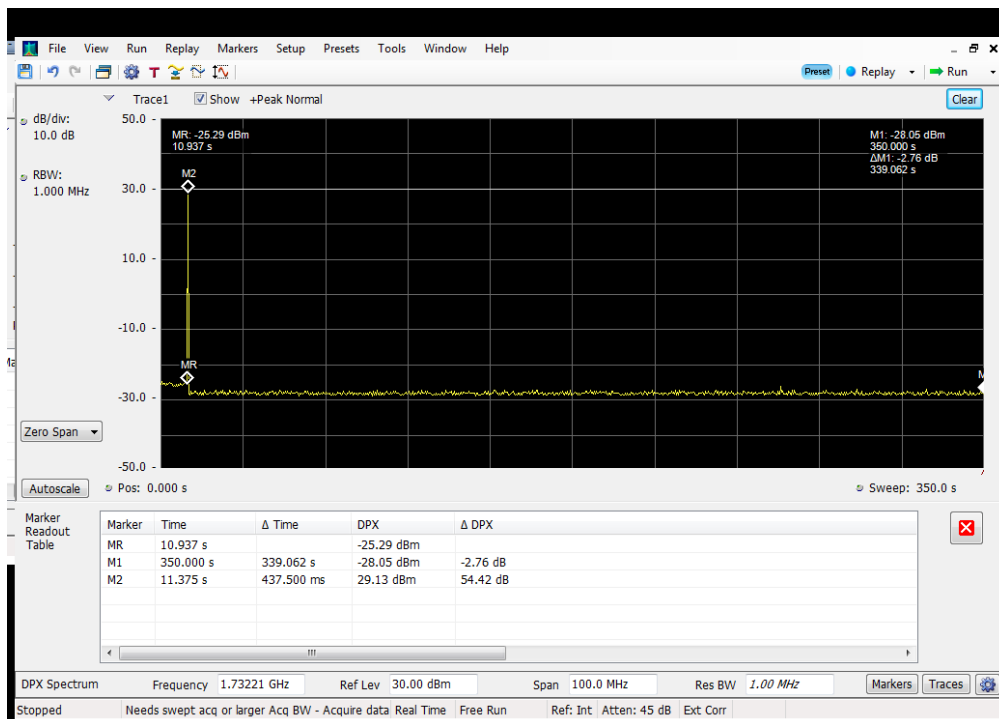 File View Run Replay Markers Setup Presets Tools Window Help
T Preset Replay Run
Trace1 Show +Peak Normal Clear
dB/div:
10.0 dB
RBW:
1.000 MHz
50.0
30.0
10.0
-10.0
-30.0
-50.0
MR: -25.29 dBm
10.937 s
M1: -28.05 dBm
350.000 s
ΔM1: -2.76 dB
339.062 s
M2
MR
Zero Span
Autoscale Pos: 0.000 s Sweep: 350.0 s
Marker
Readout
Table
Marker Time Δ Time DPX Δ DPX
MR 10.937 s -25.29 dBm
M1 350.000 s 339.062 s -28.05 dBm -2.76 dB
M2 11.375 s 437.500 ms 29.13 dBm 54.42 dB
DPX Spectrum Frequency 1.73221 GHz Ref Lev 30.00 dBm Span 100.0 MHz Res BW 1.00 MHz Markers Traces
Stopped Needs swept acq or larger Acq BW - Acquire data Real Time Free Run Ref: Int Atten: 45 dB Ext Corr